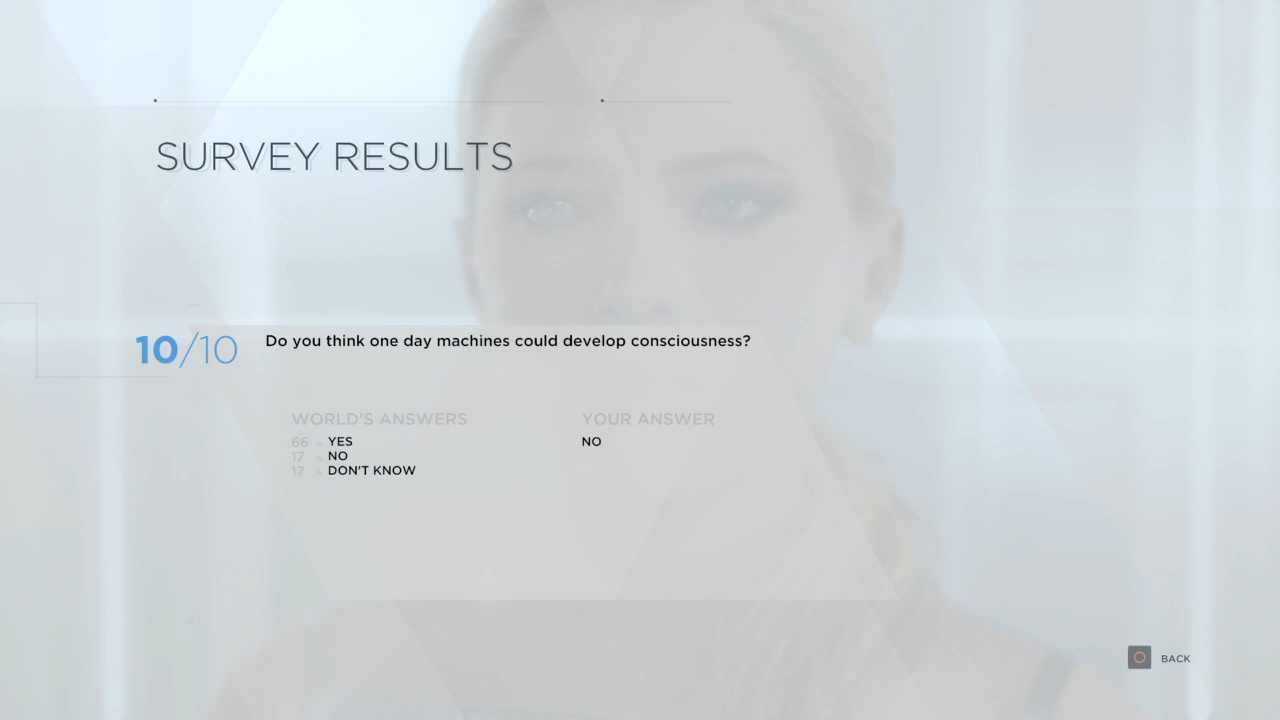 SURVEY RESULTS
10/10 Do you think one day machines could develop consciousness?
WORLD'S ANSWERS
66 % YES
17 % NO
17 % DON'T KNOW
YOUR ANSWER
NO
BACK